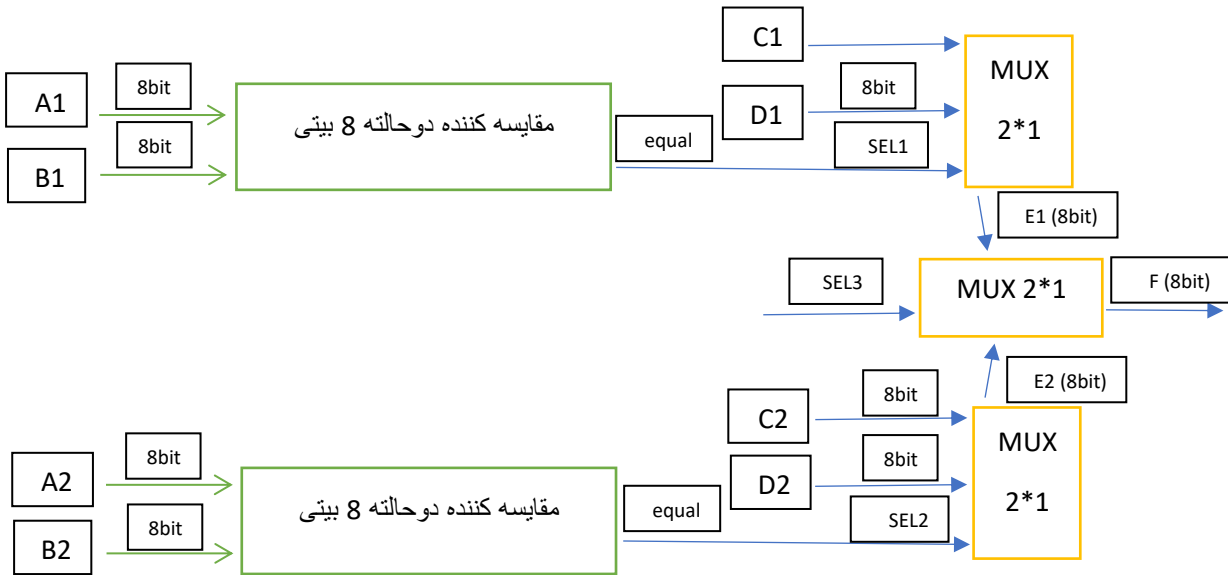 C1
MUX
2*1
A1
8bit
مقایسه کننده دوحالته 8 بیتی
8bit
D1
8bit
equal
SEL1
B1
E1 (8bit)
SEL3
MUX 2*1
F (8bit)
E2 (8bit)
C2
8bit
MUX
2*1
A2
8bit
مقایسه کننده دوحالته 8 بیتی
D2
8bit
B2
8bit
equal
SEL2